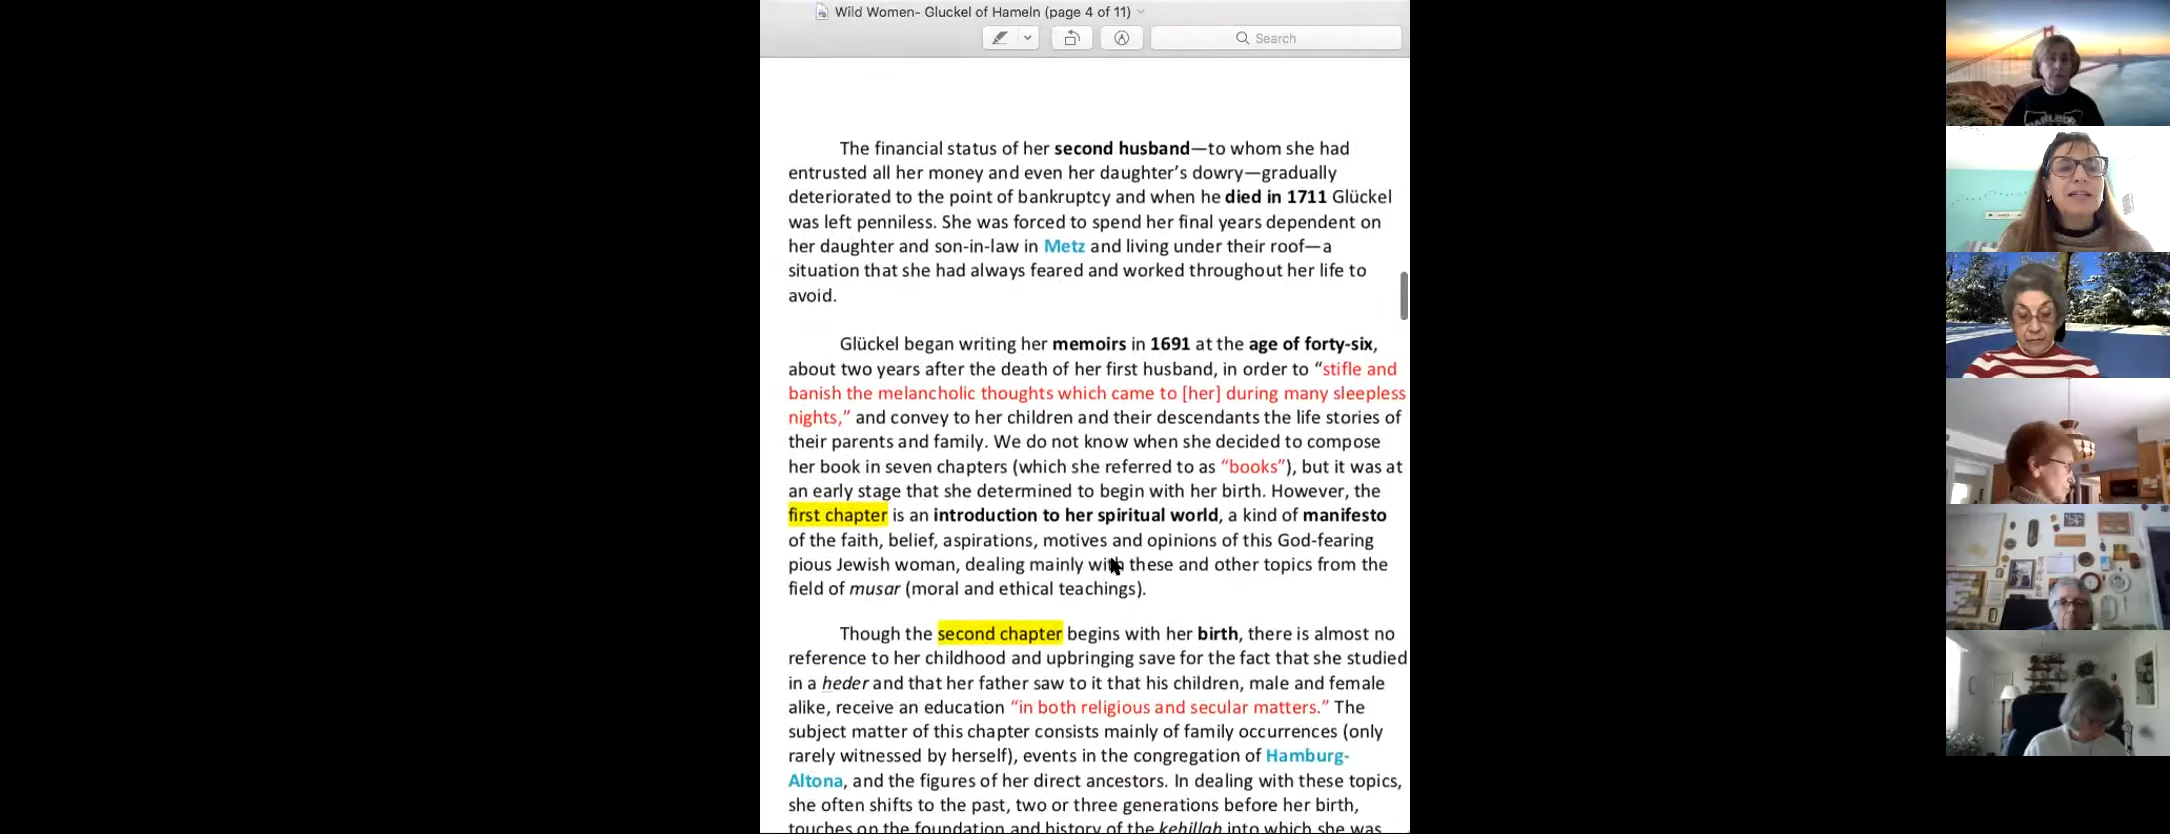 Wild Women- Gluckel of Hameln (page 4 of 11)
Search
The financial status of her second husband—to whom she had
entrusted all her money and even her daughter’s dowry—gradually
deteriorated to the point of bankruptcy and when he died in 1711 Glückel
was left penniless. She was forced to spend her final years dependent on
her daughter and son-in-law in Metz and living under their roof—a
situation that she had always feared and worked throughout her life to
avoid.
Glückel began writing her memoirs in 1691 at the age of forty-six,
about two years after the death of her first husband, in order to “stifle and
banish the melancholic thoughts which came to [her] during many sleepless
nights,” and convey to her children and their descendants the life stories of
their parents and family. We do not know when she decided to compose
her book in seven chapters (which she referred to as “books”), but it was at
an early stage that she determined to begin with her birth. However, the
first chapter is an introduction to her spiritual world, a kind of manifesto
of the faith, belief, aspirations, motives and opinions of this God-fearing
pious Jewish woman, dealing mainly with these and other topics from the
field of musar (moral and ethical teachings).
Though the second chapter begins with her birth, there is almost no
reference to her childhood and upbringing save for the fact that she studied
in a heder and that her father saw to it that his children, male and female
alike, receive an education “in both religious and secular matters.” The
subject matter of this chapter consists mainly of family occurrences (only
rarely witnessed by herself), events in the congregation of Hamburg-
Altona, and the figures of her direct ancestors. In dealing with these topics,
she often shifts to the past, two or three generations before her birth,
touches on the foundation and history of the kehillah into which she was